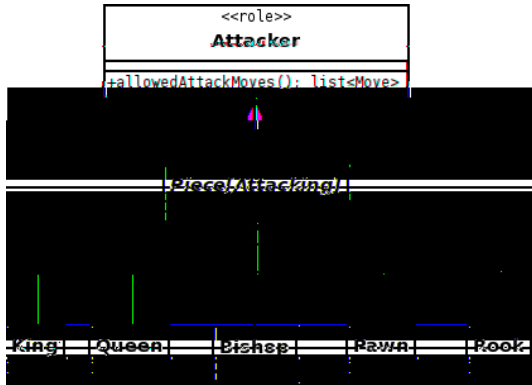 <<role>>
Attacker
+allowedAttackMoves(): list<Move>
Piece{Attacking}
King Queen Bishop Pawn Rook